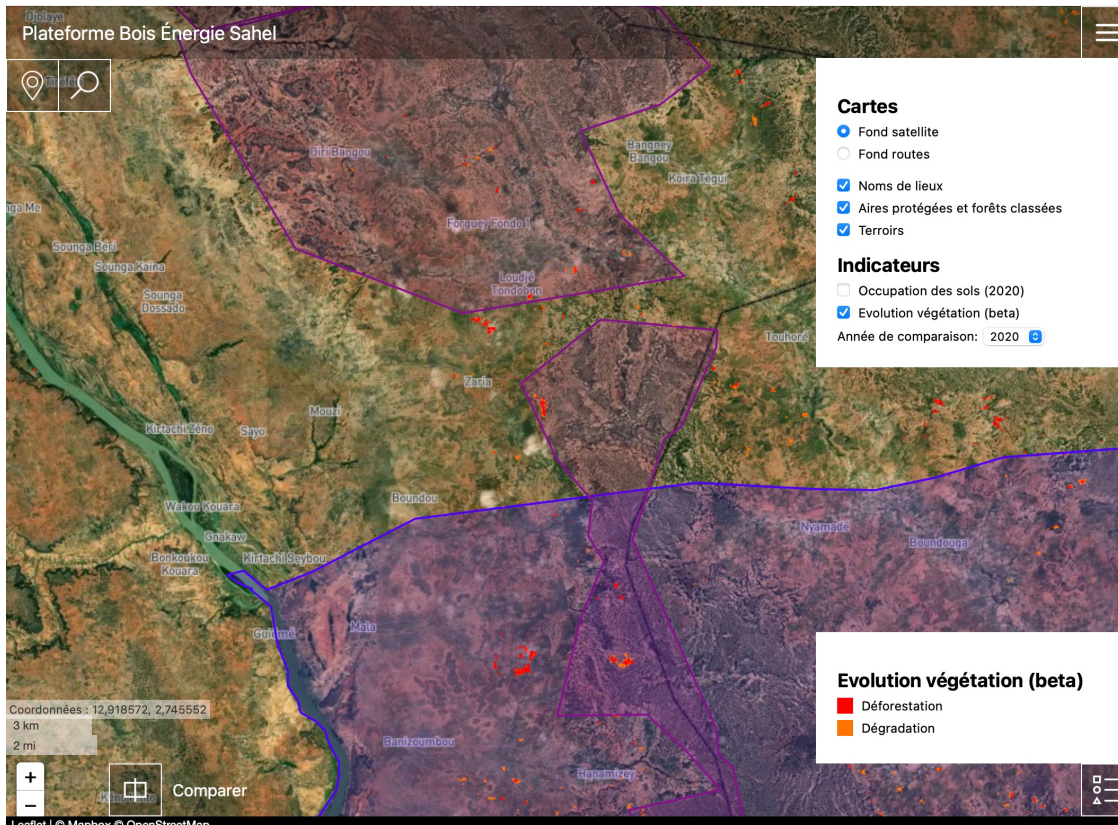 Djolaye
Plateforme Bois Énergie Sahel
Cartes
Fond satellite
Fond routes
Noms de lieux
Aires protégées et forêts classées
Terroirs
Indicateurs
Occupation des sols (2020)
Evolution végétation (beta)
Année de comparaison: 2020
Diri Bangou
Bangney
Bangou
Koira Tégui
nga Me
Forguey Fondo 1
Sounga Béri
Sounga Kaina
Loudjé
Tondobon
Sounga
Dossado
Touhoré
Zaria
Mouzi
Kirtachi Zéno
Sayo
Boundou
Wakou Kouara
Nyamadé
Gnakaw
Boundouga
Bonkoukou
Kouara
Kirtachi Seybou
Guidmé
Mala
Evolution végétation (beta)
Déforestation
Dégradation
Coordonnées : 12,918572, 2,745552
3 km
2 mi
Banizoumbou
Hanamizey
+
−
Comparer
Leaflet | © Mapbox © OpenStreetMap